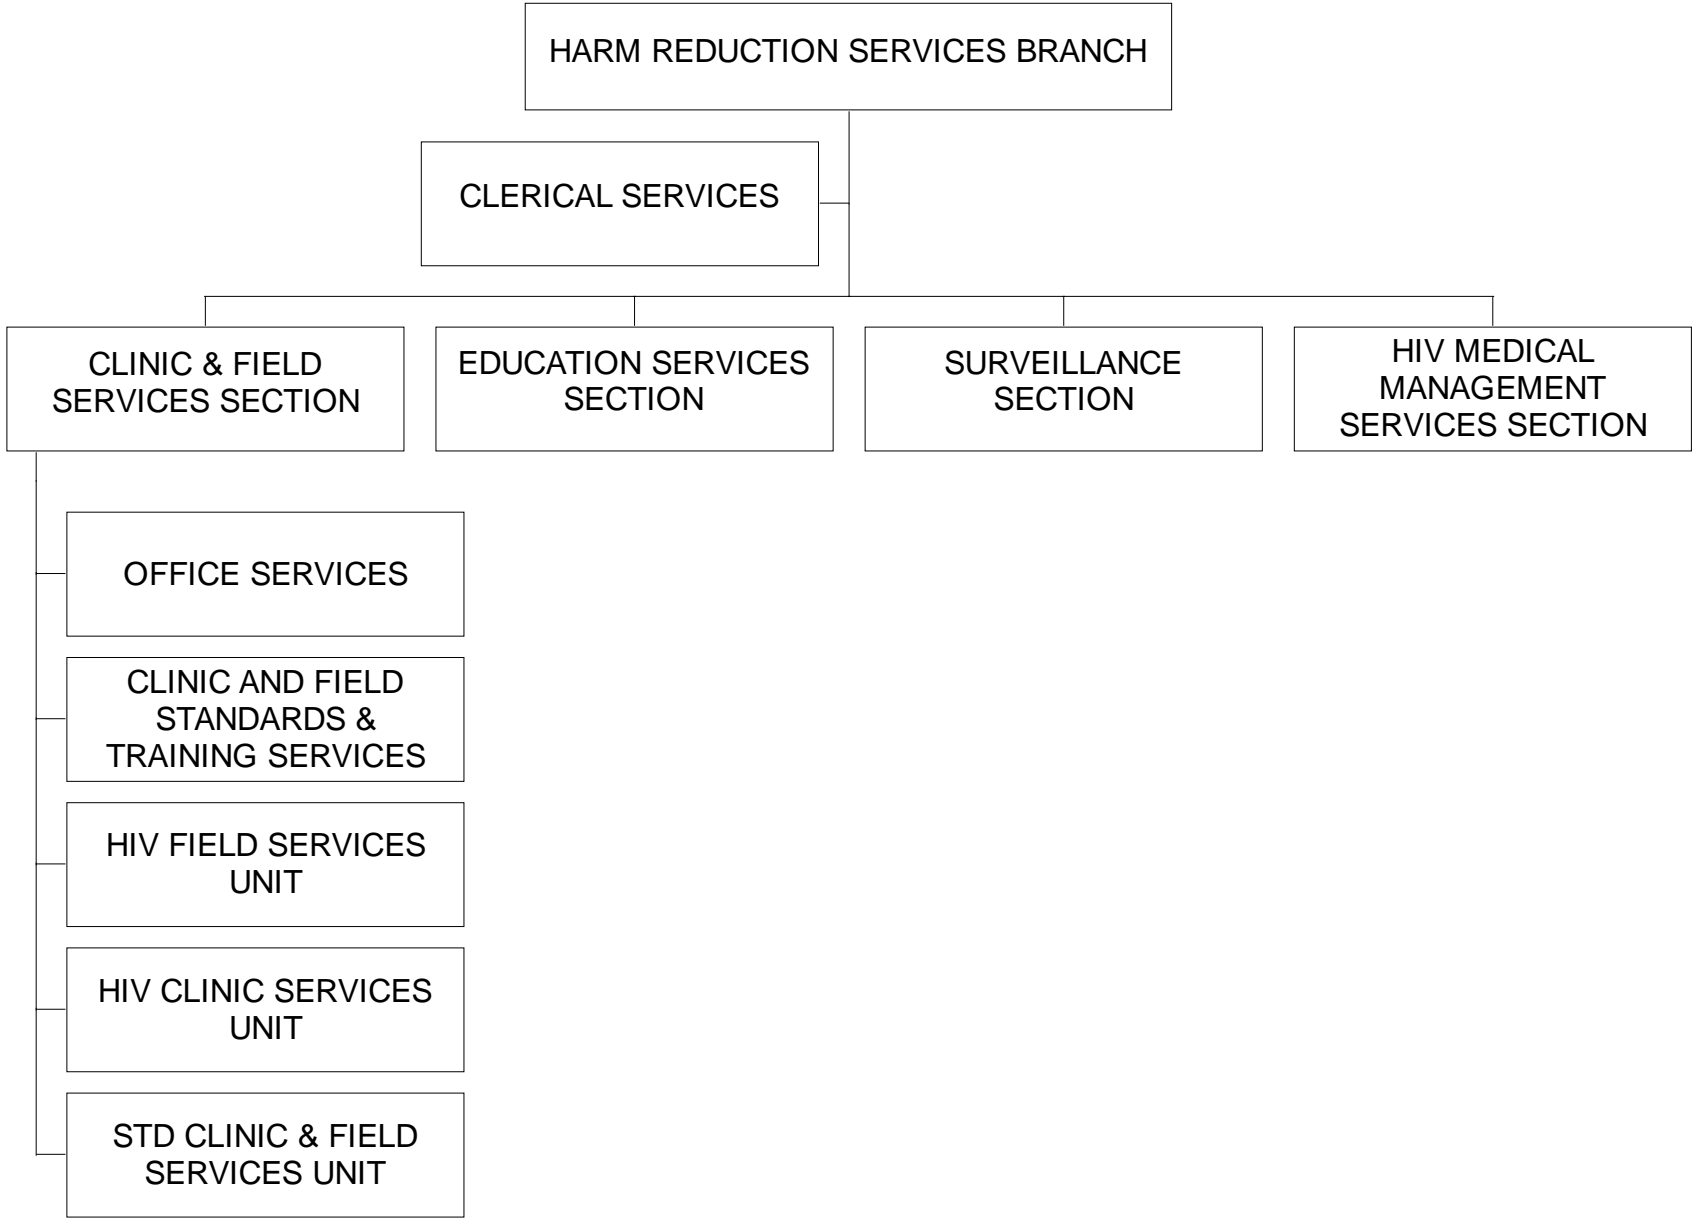 HARM REDUCTION SERVICES BRANCH
CLERICAL SERVICES
CLINIC & FIELD
SERVICES SECTION
EDUCATION SERVICES
SECTION
SURVEILLANCE
SECTION
HIV MEDICAL
MANAGEMENT
SERVICES SECTION
OFFICE SERVICES
CLINIC AND FIELD
STANDARDS &
TRAINING SERVICES
HIV FIELD SERVICES
UNIT
HIV CLINIC SERVICES
UNIT
STD CLINIC & FIELD
SERVICES UNIT